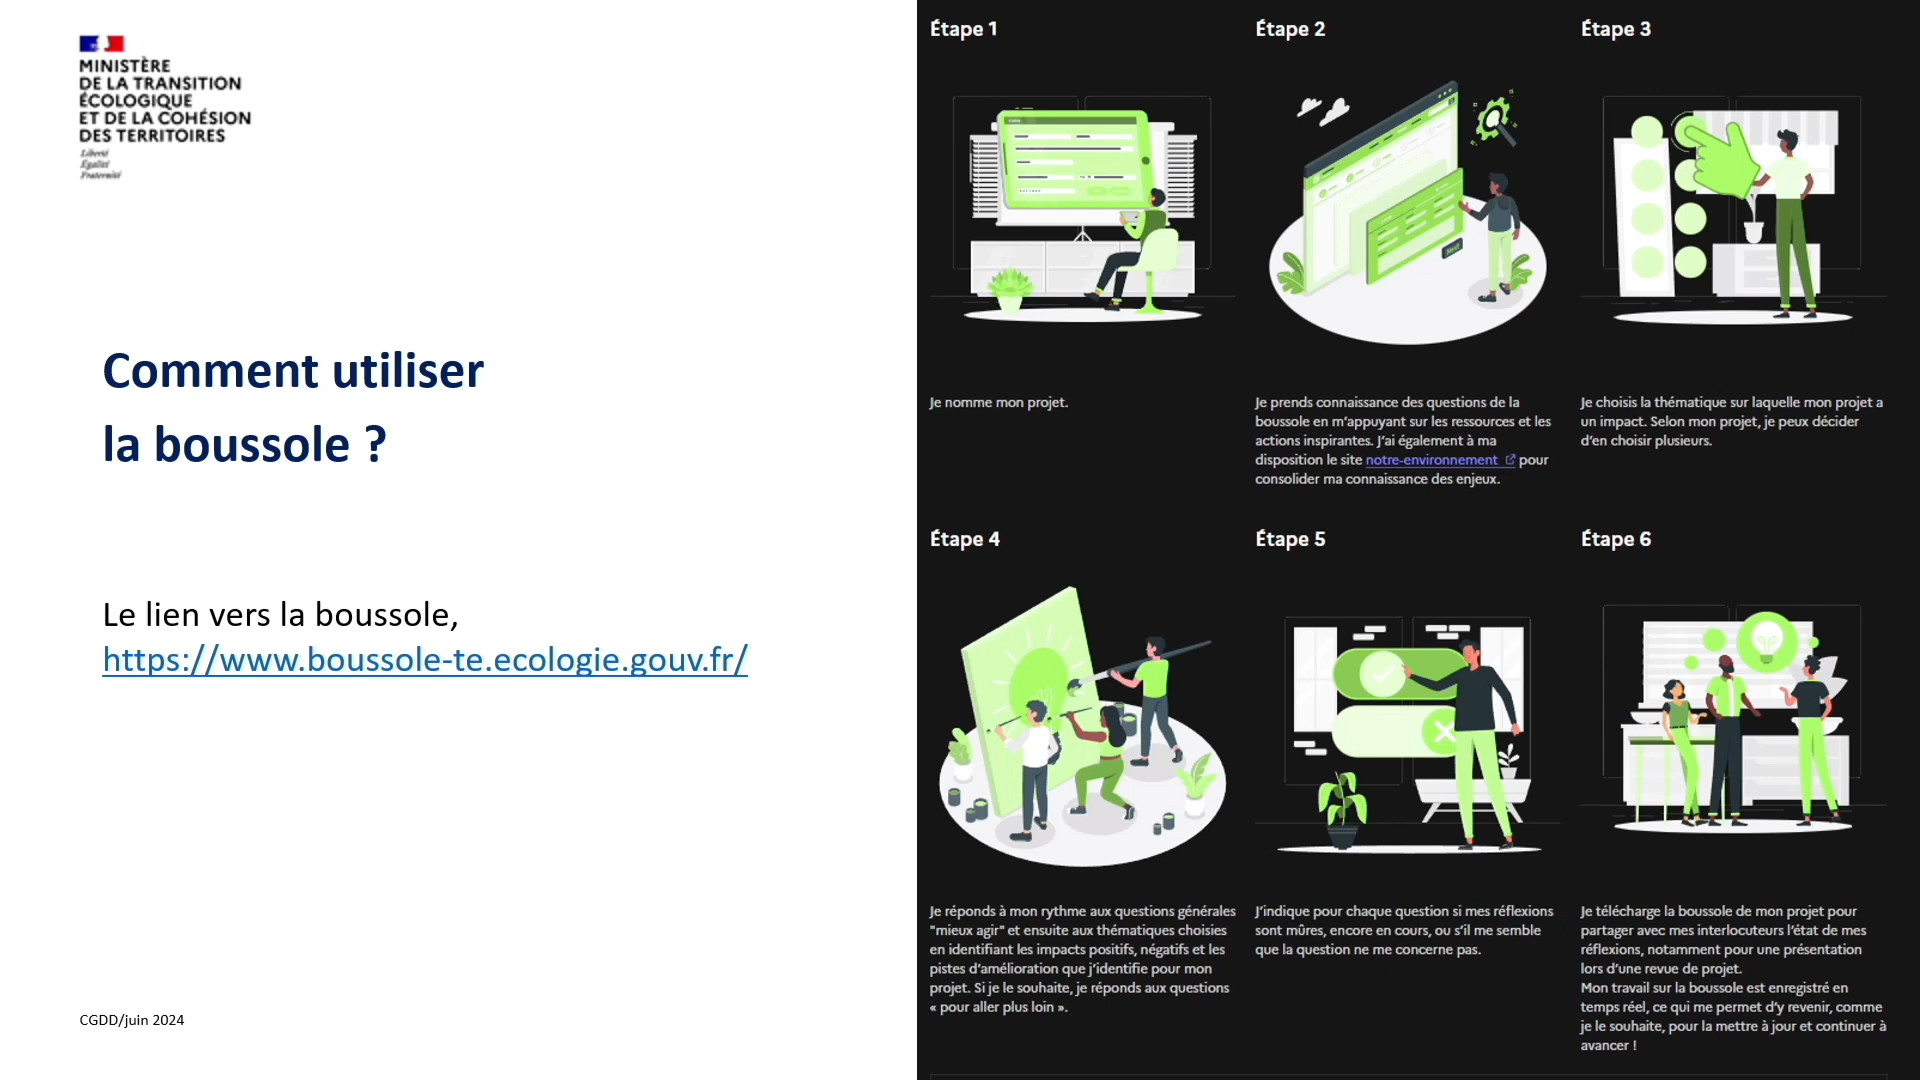 MINISTÈRE
DE LA TRANSITION
ÉCOLOGIQUE
ET DE LA COHÉSION
DES TERRITOIRES
Liberté
Égalité
Fraternité
Comment utiliser
la boussole ?
Le lien vers la boussole,
https://www.boussole-te.ecologie.gouv.fr/
CGDD/juin 2024
Étape 1
Je nomme mon projet.
Étape 2
Je prends connaissance des questions de la
boussole en m’appuyant sur les ressources et les
actions inspirantes. J’ai également à ma
disposition le site notre-environnement pour
consolider ma connaissance des enjeux.
Étape 3
Je choisis la thématique sur laquelle mon projet a
un impact. Selon mon projet, je peux décider
d’en choisir plusieurs.
Étape 4
Je réponds à mon rythme aux questions générales
"mieux agir" et ensuite aux thématiques choisies
en identifiant les impacts positifs, négatifs et les
pistes d’amélioration que j’identifie pour mon
projet. Si je le souhaite, je réponds aux questions
« pour aller plus loin ».
Étape 5
J’indique pour chaque question si mes réflexions
sont mûres, encore en cours, ou s’il me semble
que la question ne me concerne pas.
Étape 6
Je télécharge la boussole de mon projet pour
partager avec mes interlocuteurs l’état de mes
réflexions, notamment pour une présentation
lors d’une revue de projet.
Mon travail sur la boussole est enregistré en
temps réel, ce qui me permet d’y revenir, comme
je le souhaite, pour la mettre à jour et continuer à
avancer !